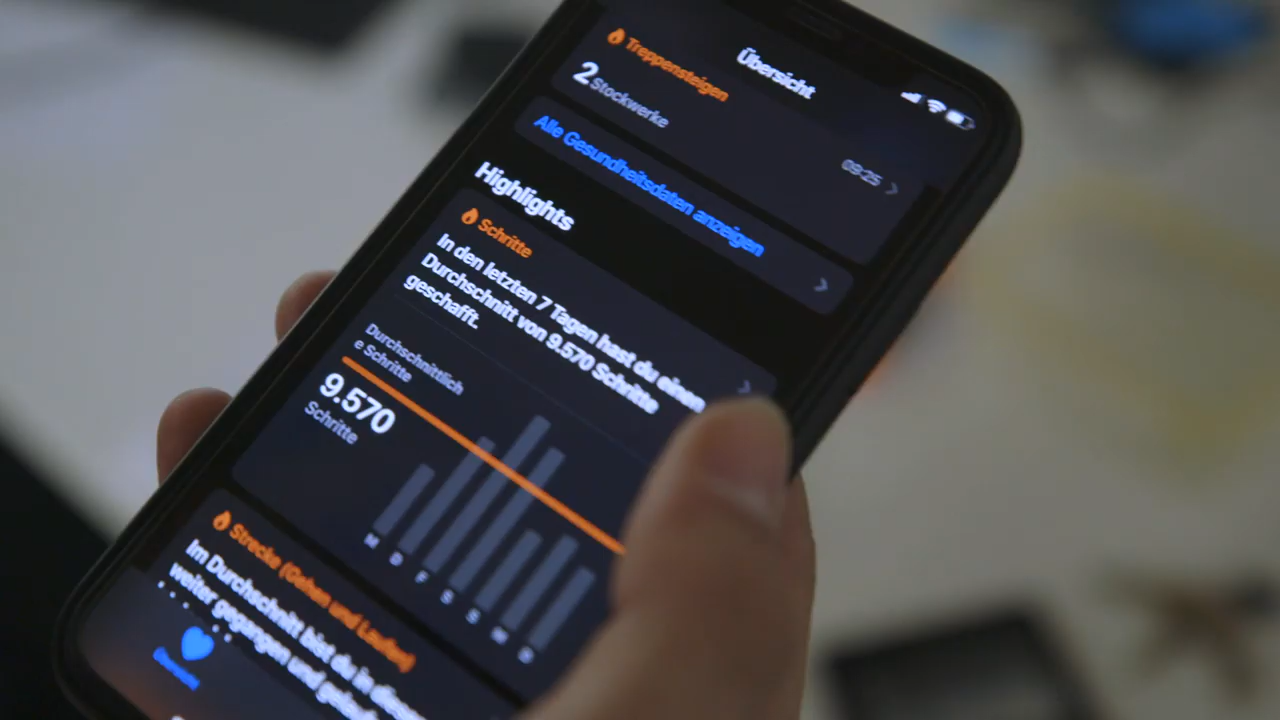 Übersicht
Treppensteigen
2 Stockwerke
09:25
Alle Gesundheitsdaten anzeigen
Highlights
Schritte
In den letzten 7 Tagen hast du einen
Durchschnitt von 9.570 Schritte
geschafft.
Durchschnittlich
e Schritte
9.570
Schritte
M D F S S M D
Strecke (Gehen und Laufen)
Im Durchschnitt bist du in dieser
weiter gegangen und